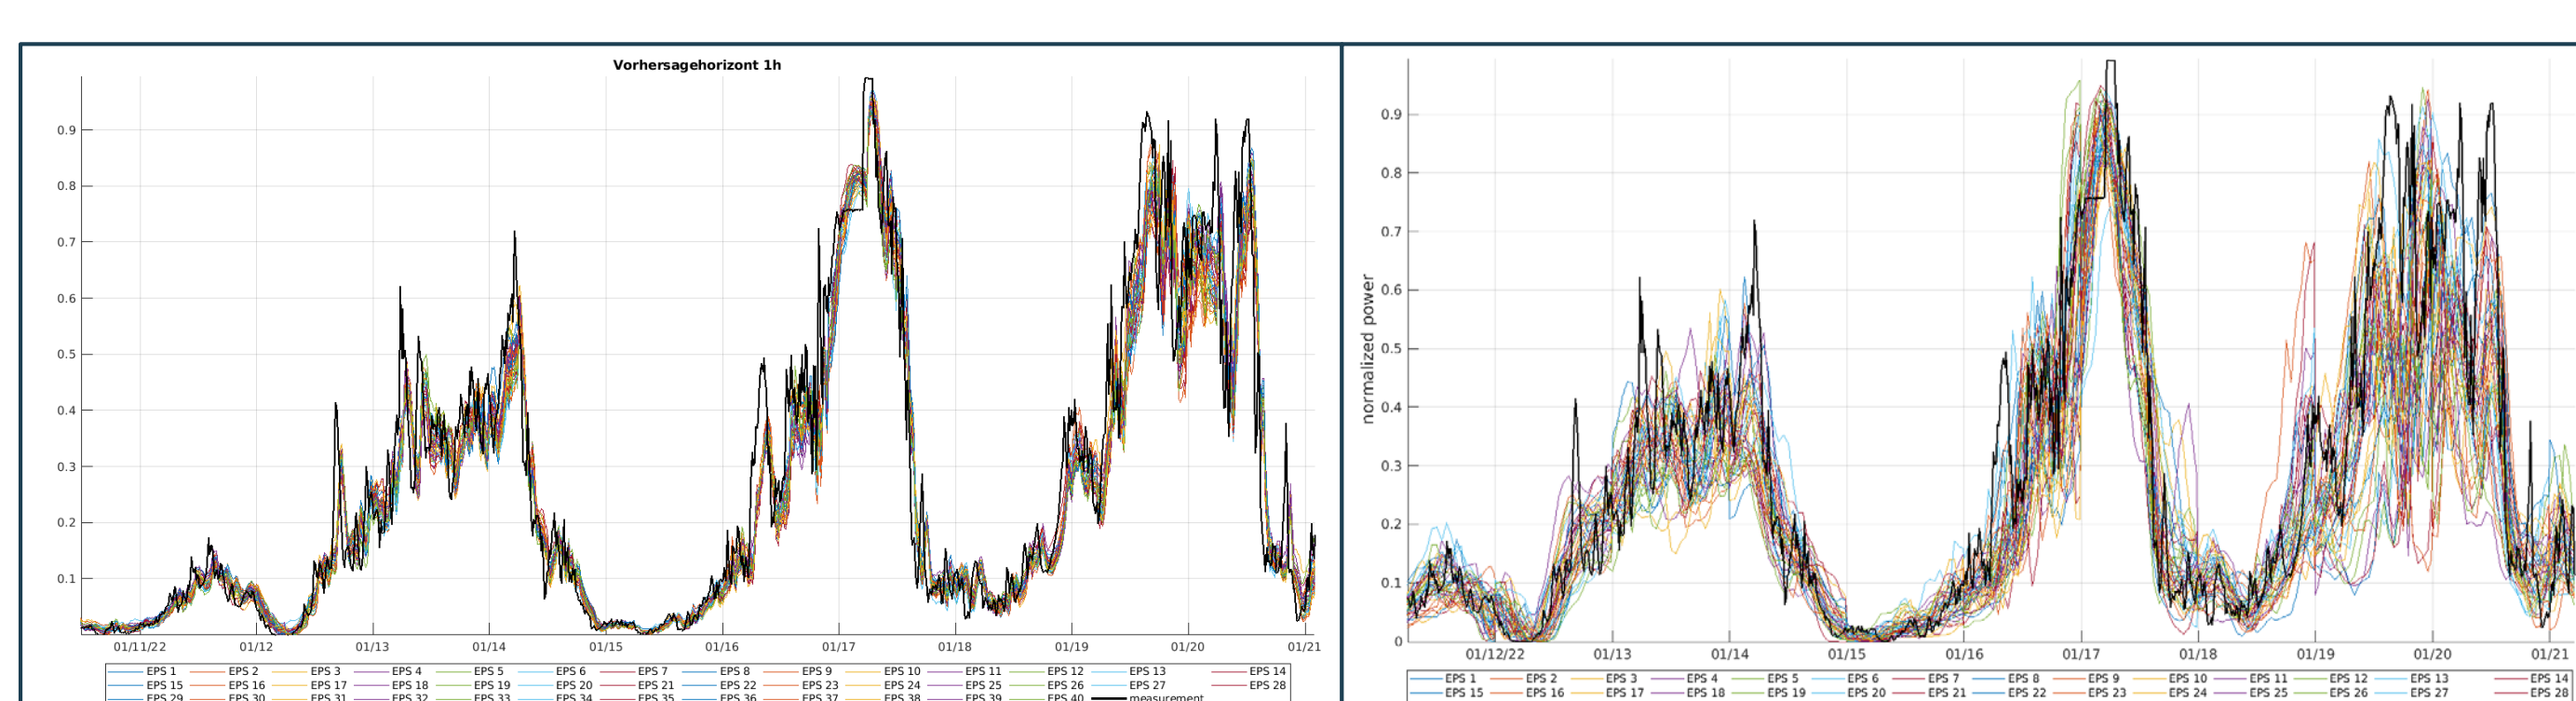 Vorhersagehorizont 1h
0.9
0.8
0.7
0.6
0.5
0.4
0.3
0.2
0.1
01/11/22 01/12 01/13 01/14 01/15 01/16 01/17 01/18 01/19 01/20 01/21
EPS 1 EPS 2 EPS 3 EPS 4 EPS 5 EPS 6 EPS 7 EPS 8 EPS 9 EPS 10 EPS 11 EPS 12 EPS 13 EPS 14
EPS 15 EPS 16 EPS 17 EPS 18 EPS 19 EPS 20 EPS 21 EPS 22 EPS 23 EPS 24 EPS 25 EPS 26 EPS 27 EPS 28
EPS 29 EPS 30 EPS 31 EPS 32 EPS 33 EPS 34 EPS 35 EPS 36 EPS 37 EPS 38 EPS 39 EPS 40 measurement
normalized power
0.9
0.8
0.7
0.6
0.5
0.4
0.3
0.2
0.1
0
01/12/22 01/13 01/14 01/15 01/16 01/17 01/18 01/19 01/20 01/21
EPS 1 EPS 2 EPS 3 EPS 4 EPS 5 EPS 6 EPS 7 EPS 8 EPS 9 EPS 10 EPS 11 EPS 12 EPS 13 EPS 14
EPS 15 EPS 16 EPS 17 EPS 18 EPS 19 EPS 20 EPS 21 EPS 22 EPS 23 EPS 24 EPS 25 EPS 26 EPS 27 EPS 28